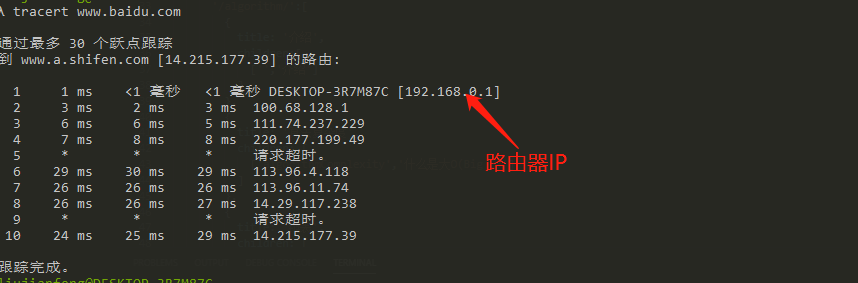 tracert www.baidu.com
通过最多 30 个跃点跟踪
到 www.a.shifen.com [14.215.177.39] 的路由:
1 1 ms <1 毫秒 <1 毫秒 DESKTOP-3R7M87C [192.168.0.1]
2 3 ms 2 ms 3 ms 100.68.128.1
3 6 ms 6 ms 5 ms 111.74.237.229
4 7 ms 8 ms 8 ms 220.177.199.49
5 * * * 请求超时。
路由器IP
6 29 ms 30 ms 29 ms 113.96.4.118
7 26 ms 26 ms 26 ms 113.96.11.74
8 26 ms 26 ms 27 ms 14.29.117.238
9 * * * 请求超时。
10 24 ms 25 ms 29 ms 14.215.177.39
跟踪完成。